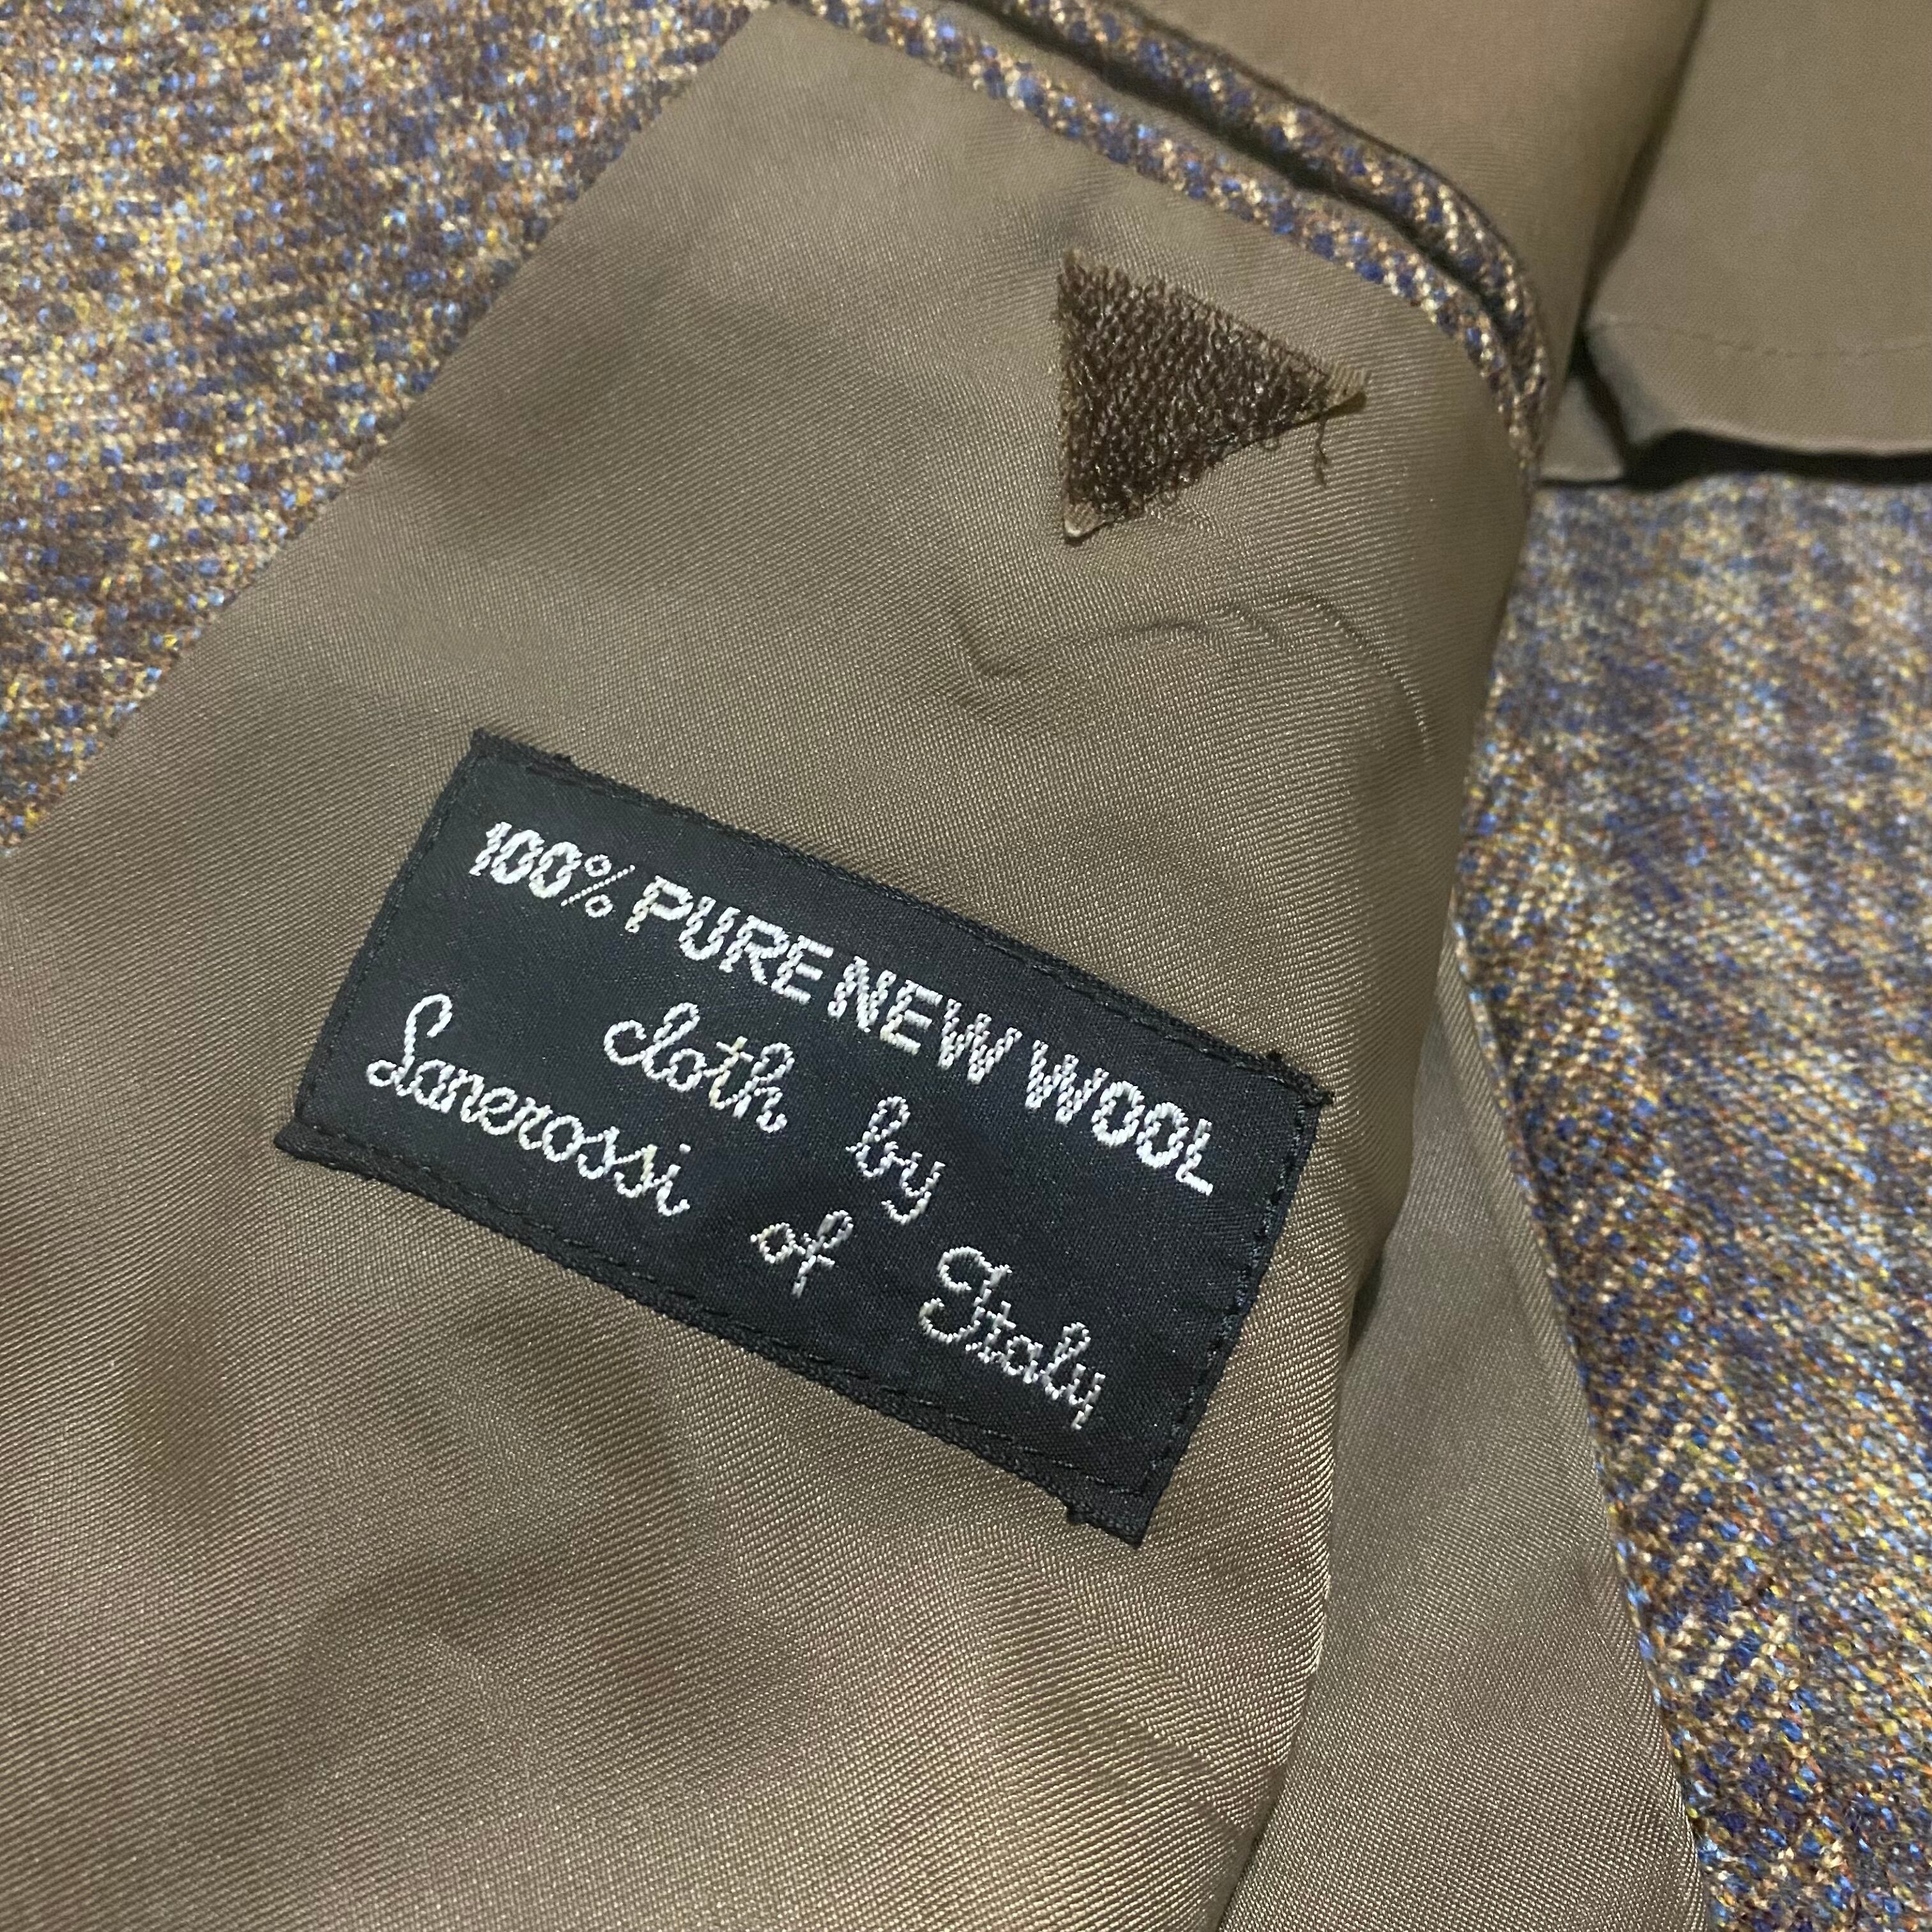 100% PURE NEW WOOL
cloth by
Lanerossi of Italy